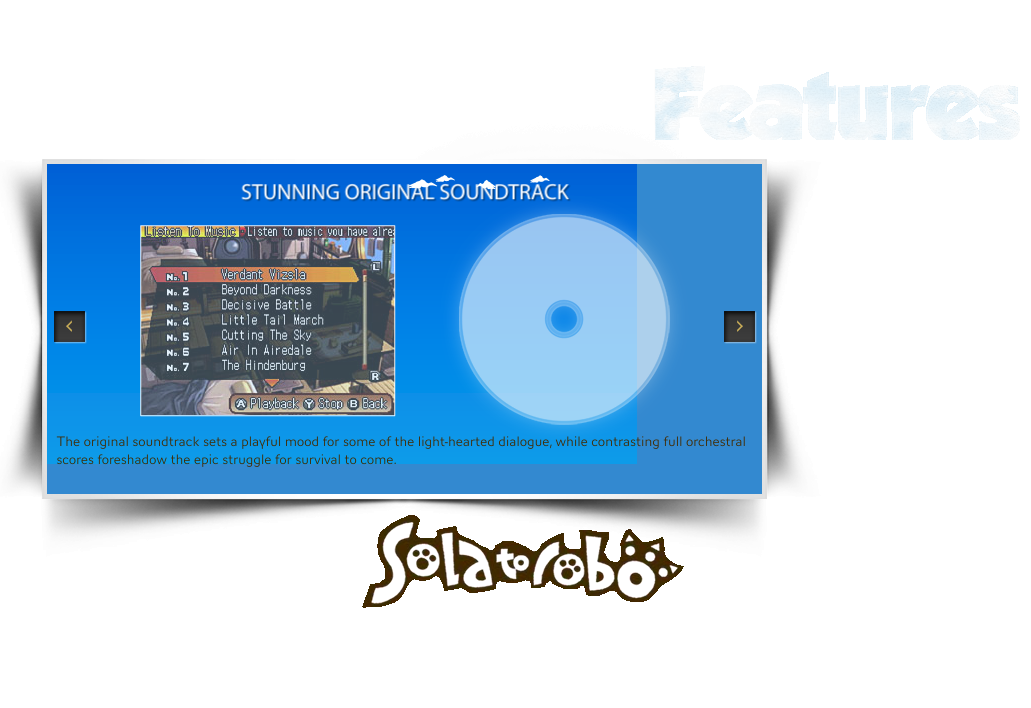 Features
STUNNING ORIGINAL SOUNDTRACK
Listen To Music Listen to music you have alre
L
No. 1 Verdant Vizsla
No. 2 Beyond Darkness
No. 3 Decisive Battle
No. 4 Little Tail March
No. 5 Cutting The Sky
No. 6 Air In Airedale
No. 7 The Hindenburg
R
A Playback Y Stop B Back
The original soundtrack sets a playful mood for some of the light-hearted dialogue, while contrasting full orchestral
scores foreshadow the epic struggle for survival to come.
Solatorobo